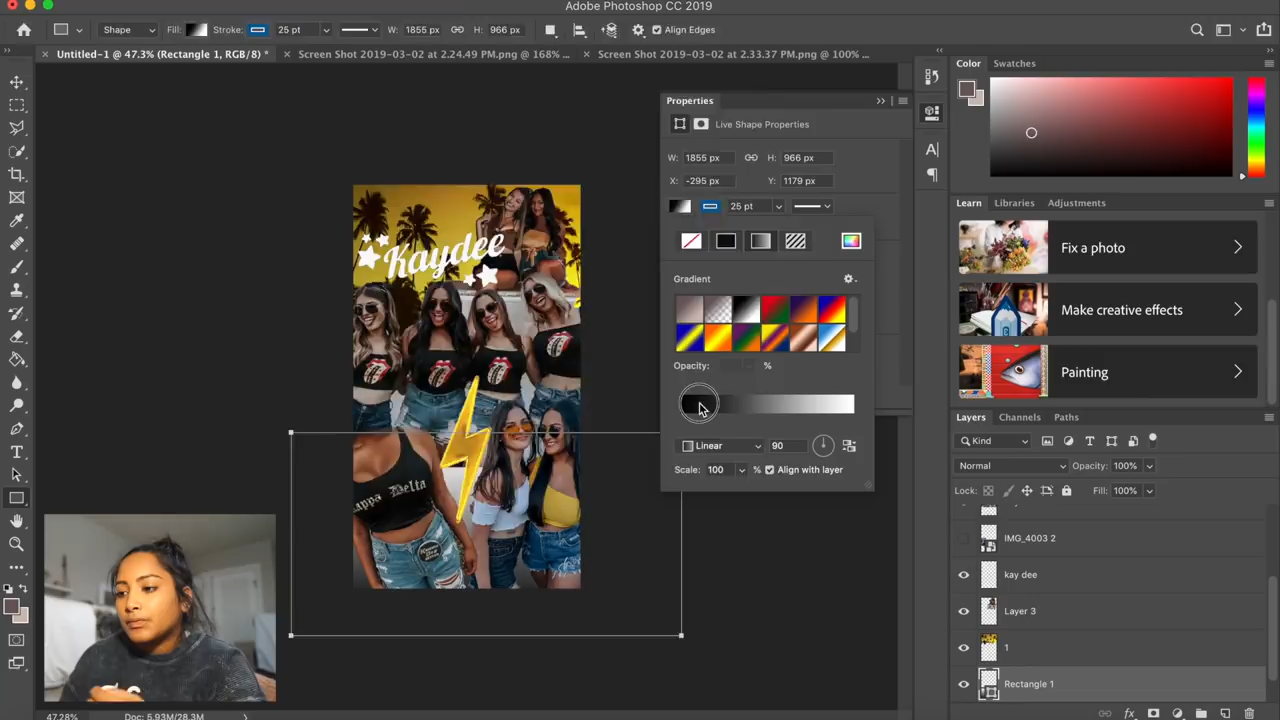 Adobe Photoshop CC 2019
Shape Fill: Stroke: 25 pt W: 1855 px H: 966 px Align Edges
Untitled-1 @ 47.3% (Rectangle 1, RGB/8) * Screen Shot 2019-03-02 at 2.24.49 PM.png @ 168% ... Screen Shot 2019-03-02 at 2.33.37 PM.png @ 100% ...
Color Swatches
Properties
Live Shape Properties
W: 1855 px H: 966 px
X: -295 px Y: 1179 px
25 pt
Gradient
Opacity: %
Linear 90
Scale: 100 % Align with layer
Kaydee
Kappa Delta
Learn Libraries Adjustments
Fix a photo
Make creative effects
Painting
Layers Channels Paths
Kind
Normal Opacity: 100%
Lock: Fill: 100%
IMG_4003 2
kay dee
Layer 3
1
Rectangle 1
fx
47.28% Doc: 5.93M/28.3M